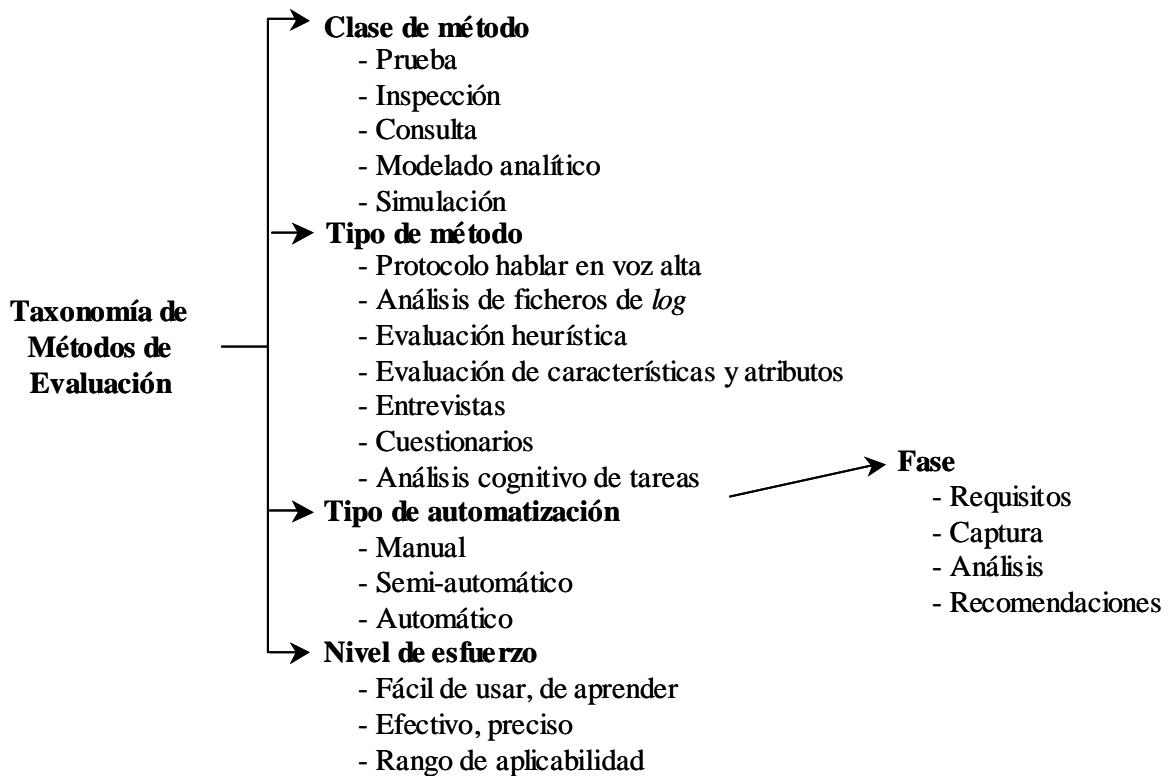 Clase de método
- Prueba
- Inspección
- Consulta
- Modelado analítico
- Simulación
Tipo de método
- Protocolo hablar en voz alta
- Análisis de ficheros de log
- Evaluación heurística
- Evaluación de características y atributos
- Entrevistas
- Cuestionarios
- Análisis cognitivo de tareas
Taxonomía de
Métodos de
Evaluación
Tipo de automatización
- Manual
- Semi-automático
- Automático
Fase
- Requisitos
- Captura
- Análisis
- Recomendaciones
Nivel de esfuerzo
- Fácil de usar, de aprender
- Efectivo, preciso
- Rango de aplicabilidad